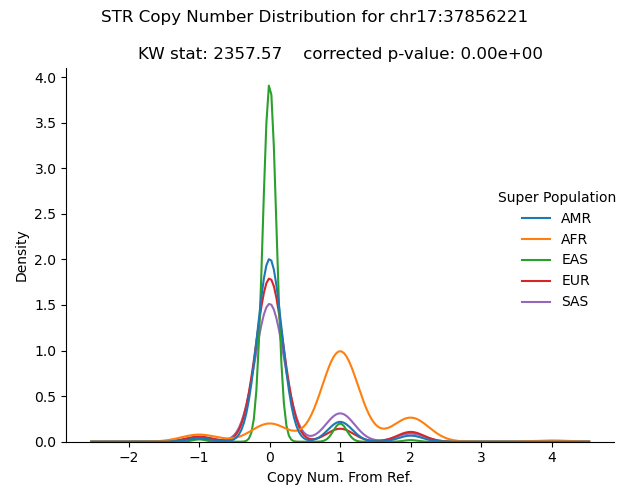 STR Copy Number Distribution for chr17:37856221
KW stat: 2357.57    corrected p-value: 0.00e+00
4.0
3.5
3.0
2.5
2.0
1.5
1.0
0.5
0.0
Density
−2
−1
0
1
2
3
4
Copy Num. From Ref.
Super Population
AMR
AFR
EAS
EUR
SAS